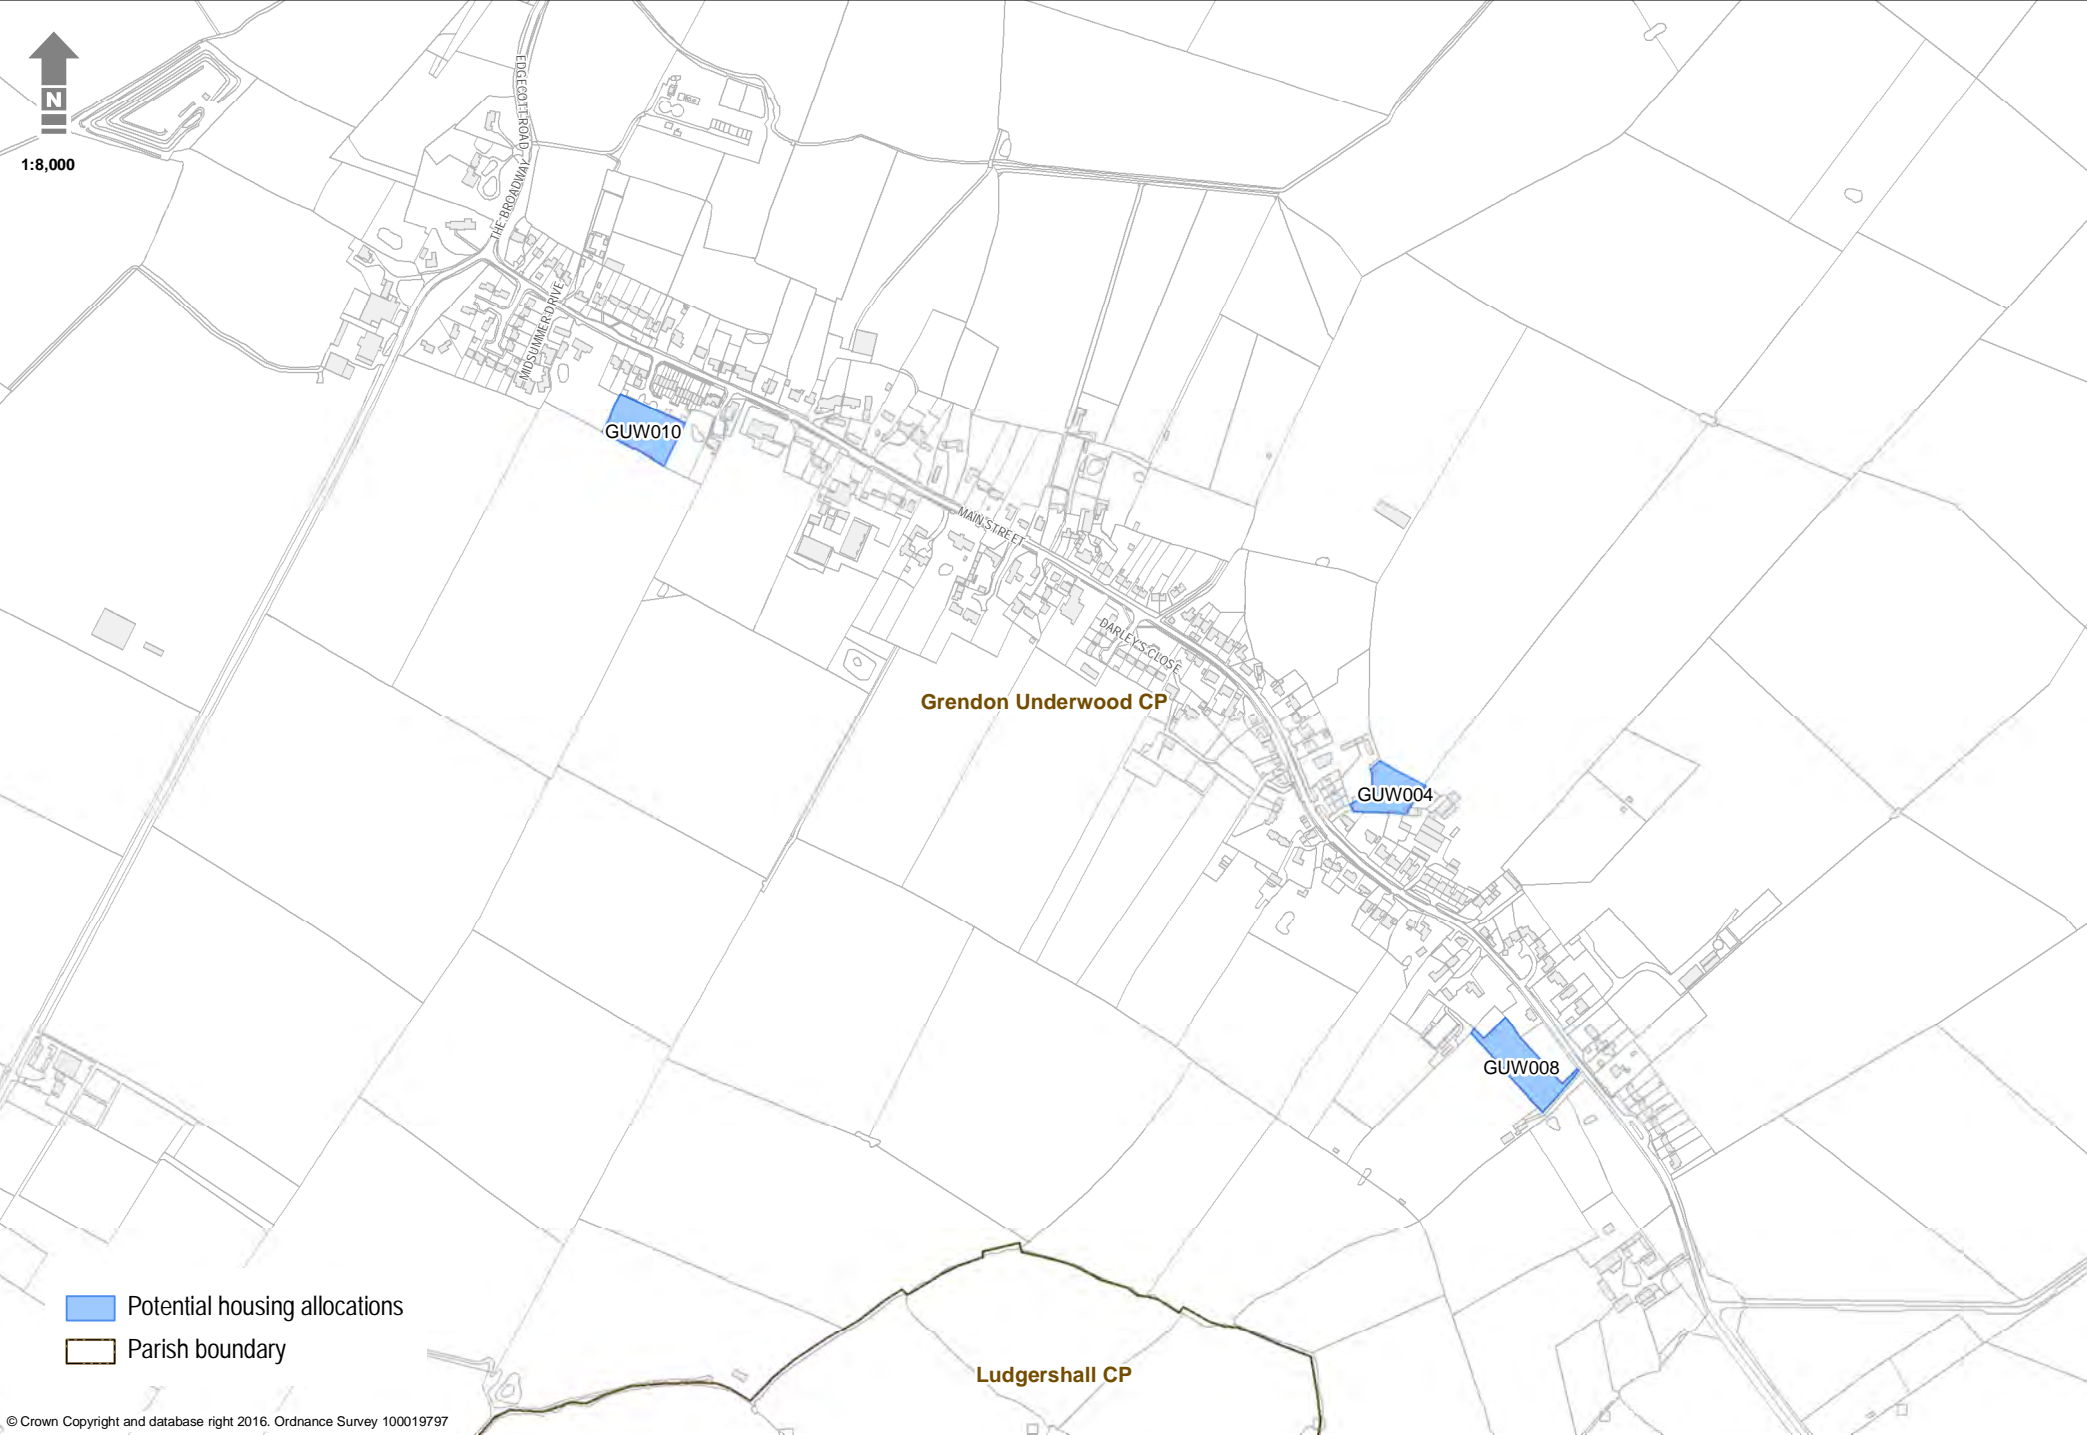 N
1:8,000
EDGECOTT ROAD
THE BROADWAY
MIDSUMMER DRIVE
GUW010
MAIN STREET
DARLEY'S CLOSE
Grendon Underwood CP
GUW004
GUW008
Potential housing allocations
Parish boundary
Ludgershall CP
© Crown Copyright and database right 2016. Ordnance Survey 100019797